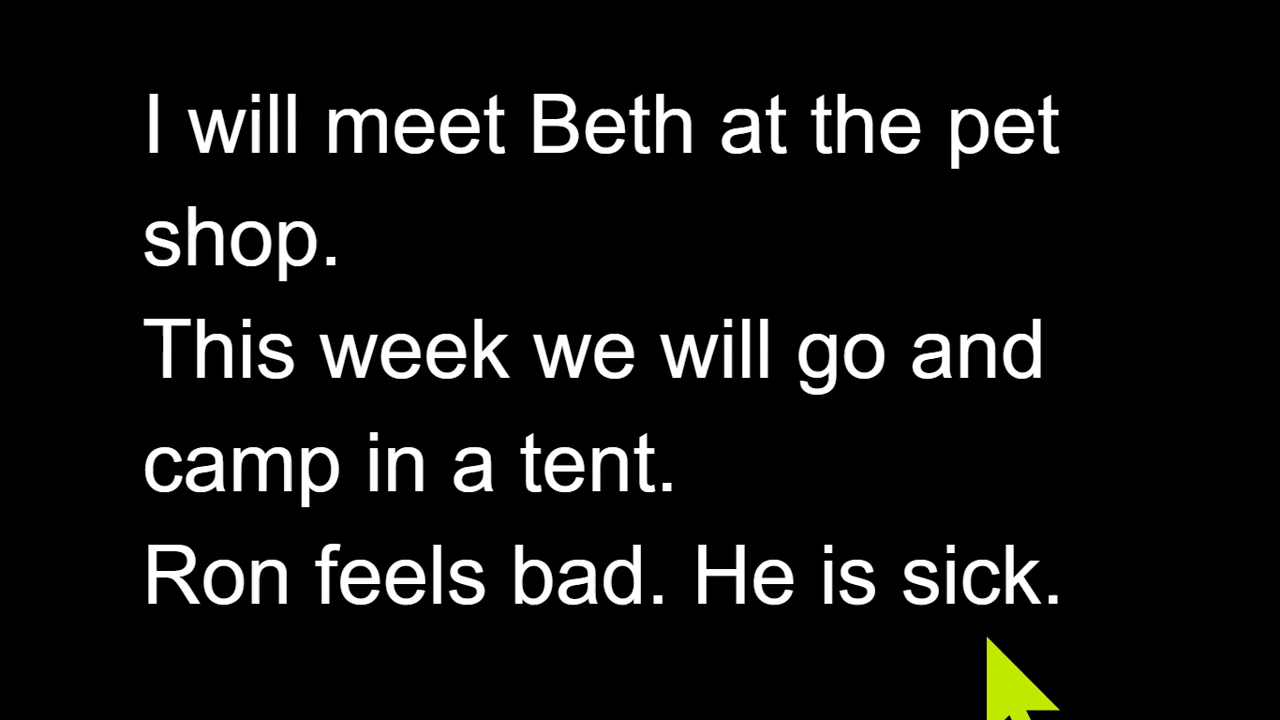 I will meet Beth at the pet
shop.
This week we will go and
camp in a tent.
Ron feels bad. He is sick.